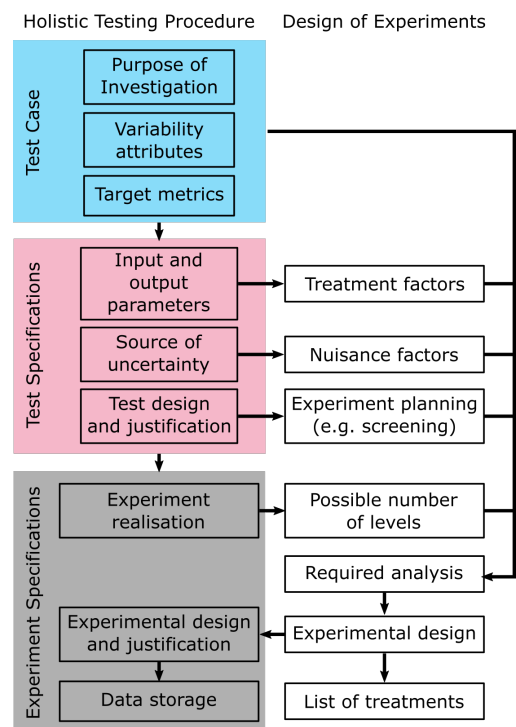 Holistic Testing Procedure
Design of Experiments
Test Case
Purpose of
Investigation
Variability
attributes
Target metrics
Test Specifications
Input and
output
parameters
Treatment factors
Source of
uncertainty
Nuisance factors
Test design
and justification
Experiment planning
(e.g. screening)
Experiment Specifications
Experiment
realisation
Possible number
of levels
Required analysis
Experimental design
and justification
Experimental design
Data storage
List of treatments